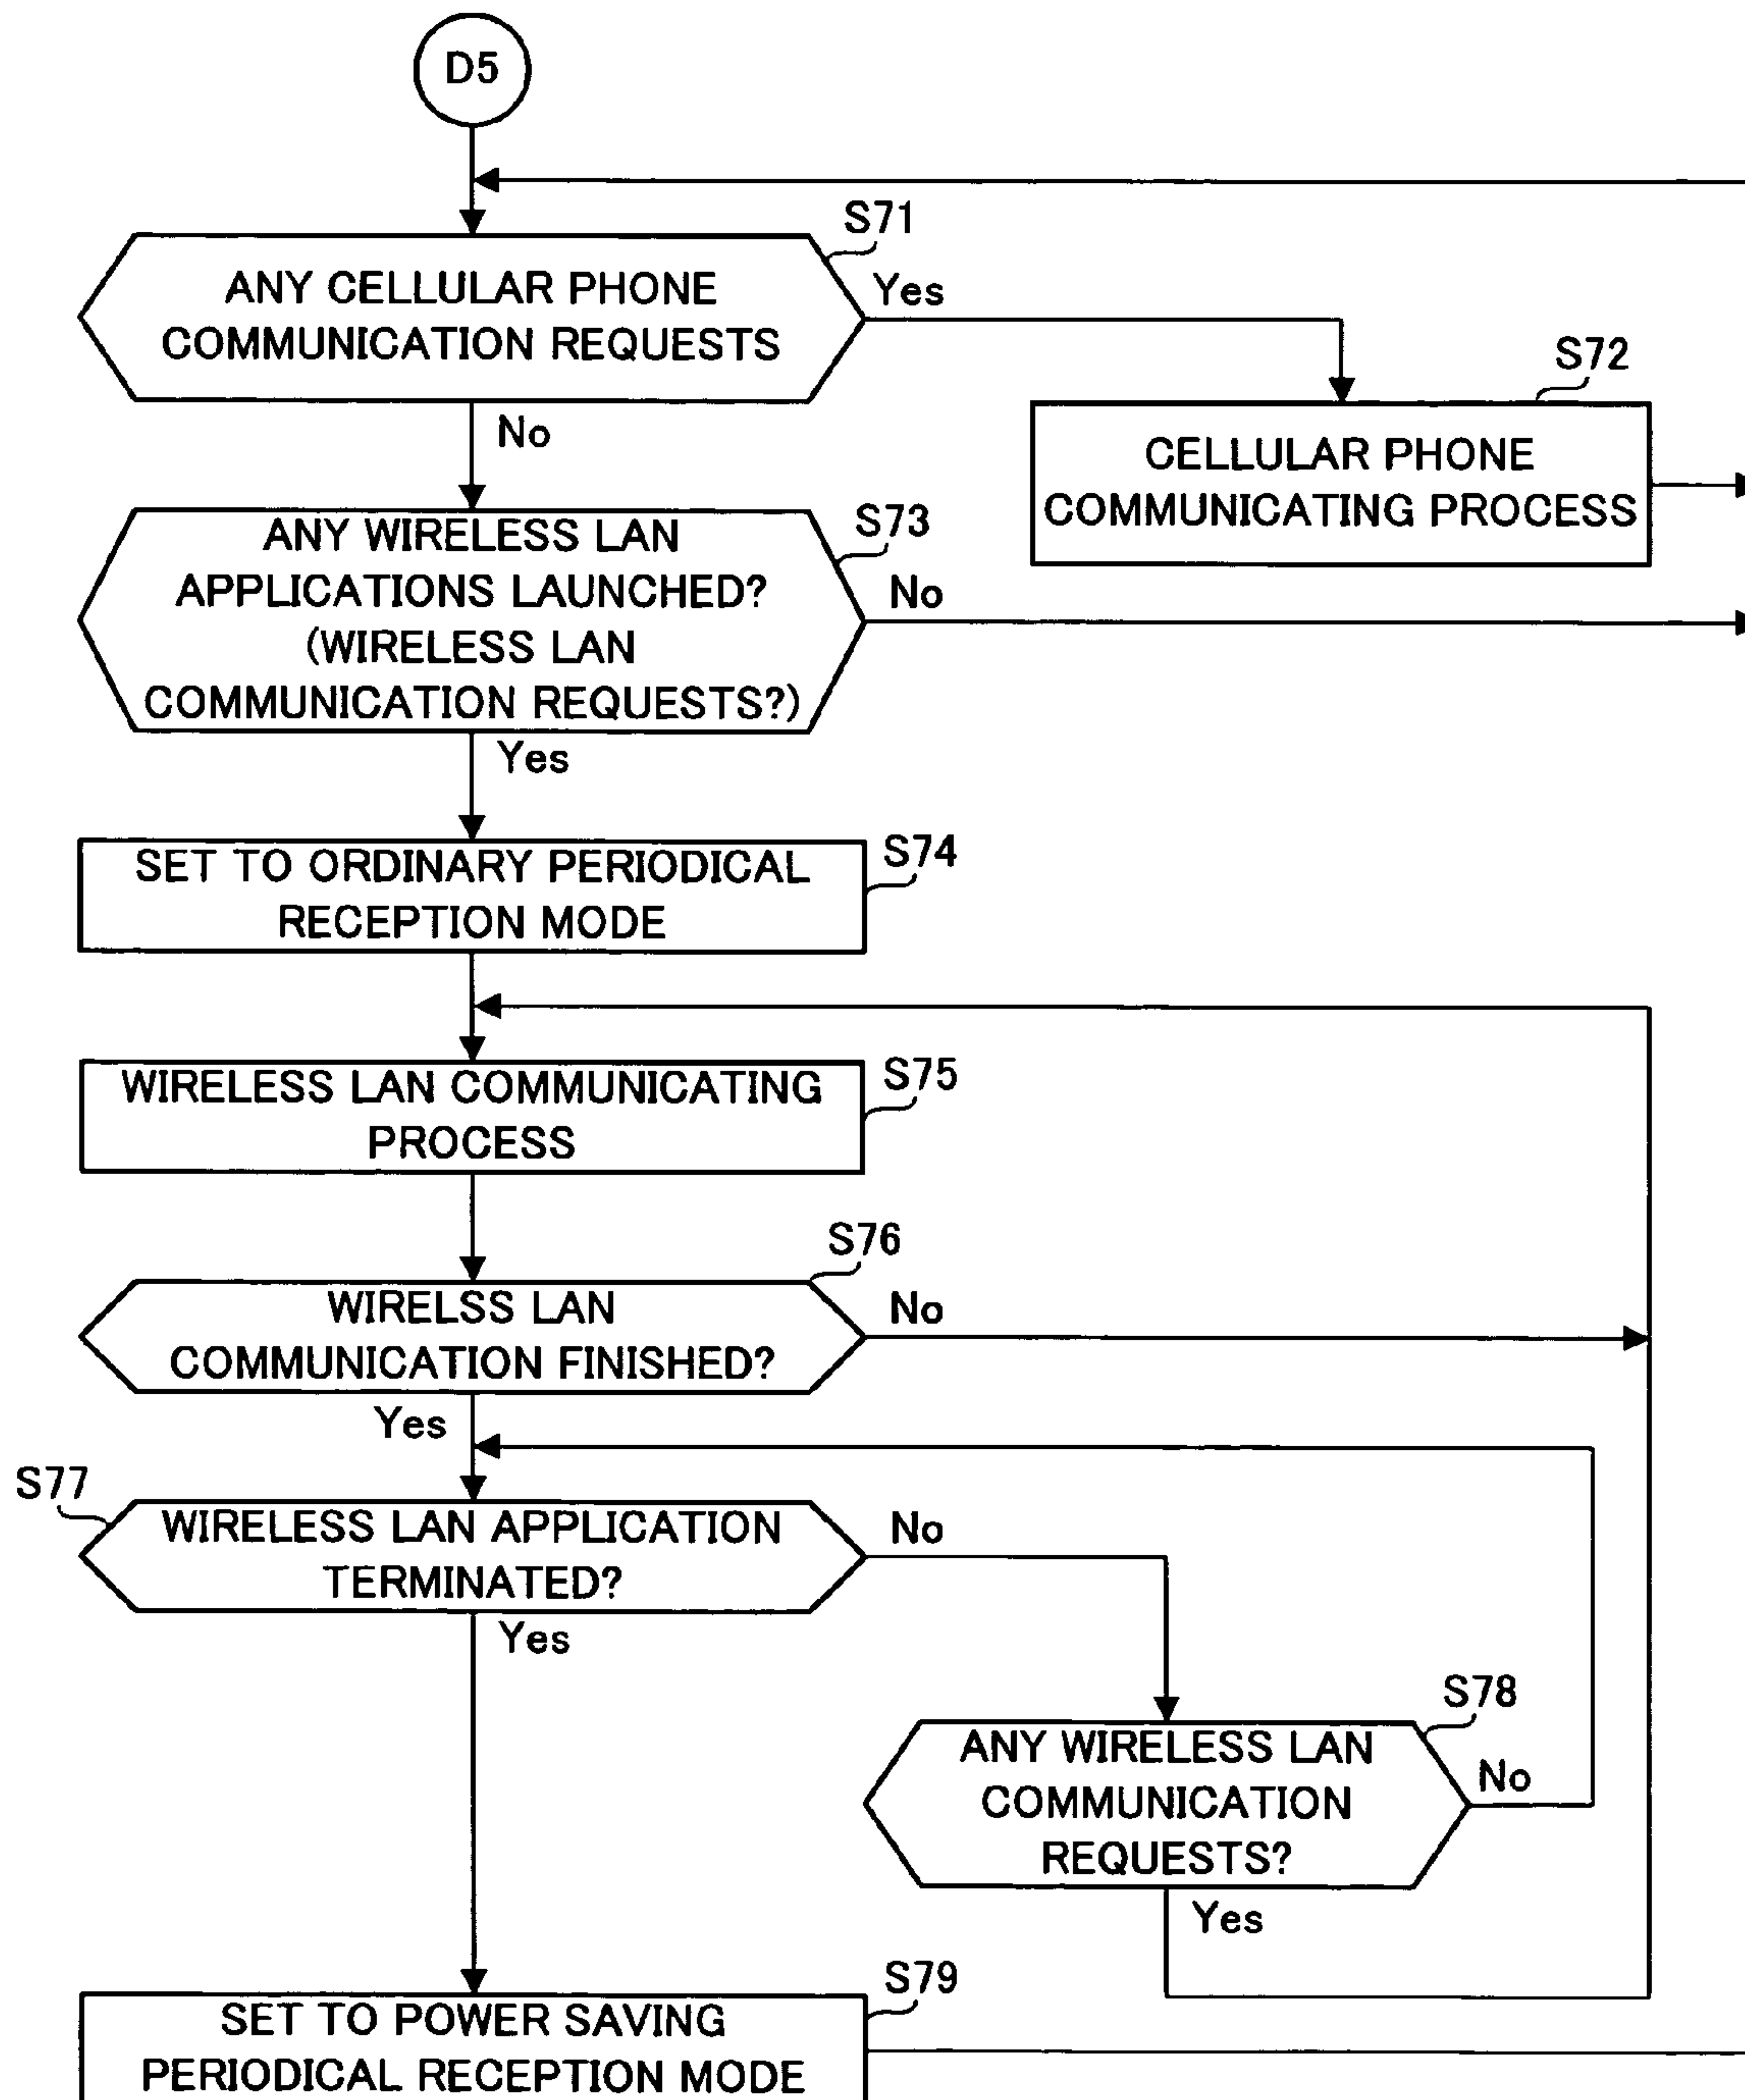 D5
S71
ANY CELLULAR PHONE
COMMUNICATION REQUESTS
Yes
No
S72
CELLULAR PHONE
COMMUNICATING PROCESS
S73
ANY WIRELESS LAN
APPLICATIONS LAUNCHED?
(WIRELESS LAN
COMMUNICATION REQUESTS?)
No
Yes
S74
SET TO ORDINARY PERIODICAL
RECEPTION MODE
S75
WIRELESS LAN COMMUNICATING
PROCESS
S76
WIRELSS LAN
COMMUNICATION FINISHED?
No
Yes
S77
WIRELESS LAN APPLICATION
TERMINATED?
No
Yes
S78
ANY WIRELESS LAN
COMMUNICATION
REQUESTS?
No
Yes
S79
SET TO POWER SAVING
PERIODICAL RECEPTION MODE